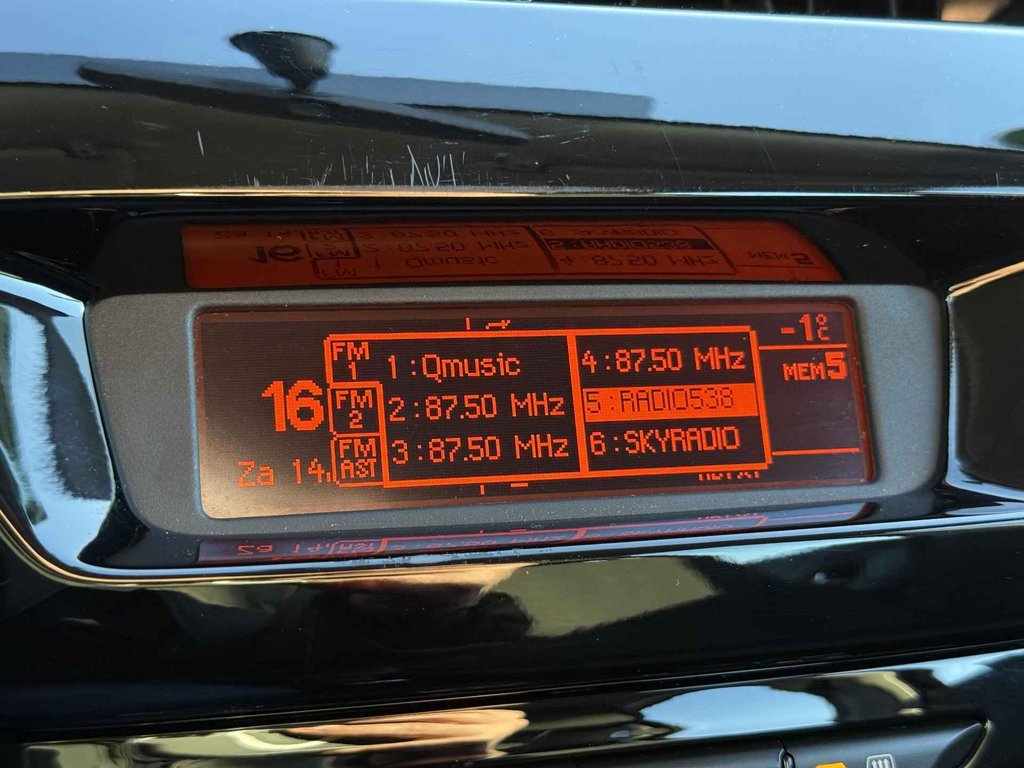 -1°C
MEM5
16
Za 14
FM 1
FM 2
FM AST
1:Qmusic
2:87.50 MHz
3:87.50 MHz
4:87.50 MHz
5:RADIO538
6:SKYRADIO